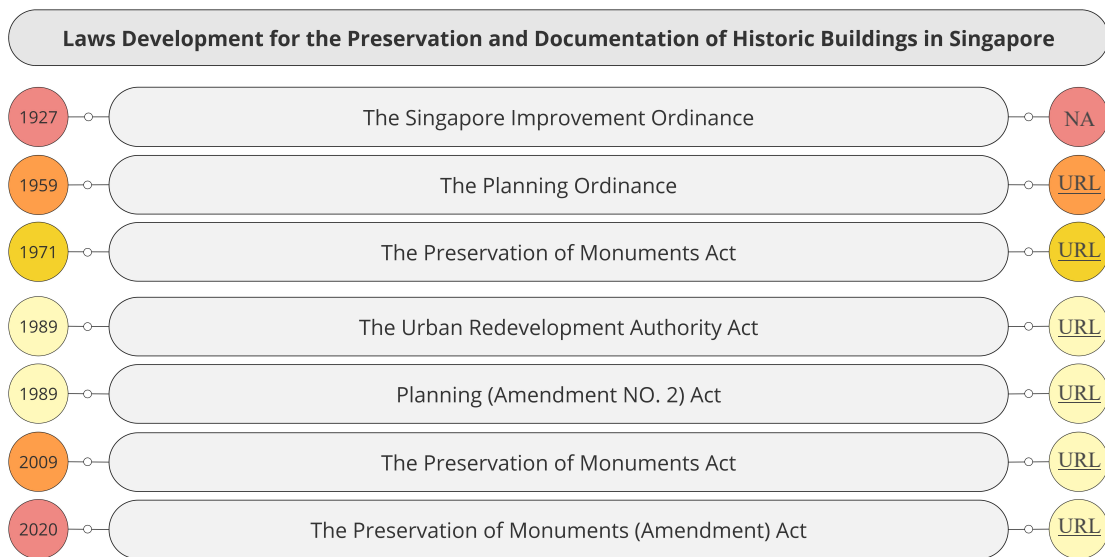 Laws Development for the Preservation and Documentation of Historic Buildings in Singapore
1927 The Singapore Improvement Ordinance NA
1959 The Planning Ordinance URL
1971 The Preservation of Monuments Act URL
1989 The Urban Redevelopment Authority Act URL
1989 Planning (Amendment NO. 2) Act URL
2009 The Preservation of Monuments Act URL
2020 The Preservation of Monuments (Amendment) Act URL